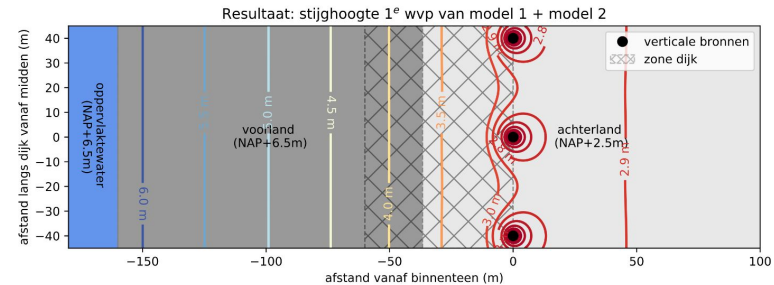 Resultaat: stijghoogte 1e wvp van model 1 + model 2
afstand langs dijk vanaf midden (m)
40
30
20
10
0
−10
−20
−30
−40
oppervlaktewater
(NAP+6.5m)
6.0 m
voorland
(NAP+6.5m)
4.5 m
4.0 m
3.5 m
3.0 m
2.8
achterland
(NAP+2.5m)
2.9 m
verticale bronnen
zone dijk
−150
−100
−50
0
50
100
afstand vanaf binnenteen (m)